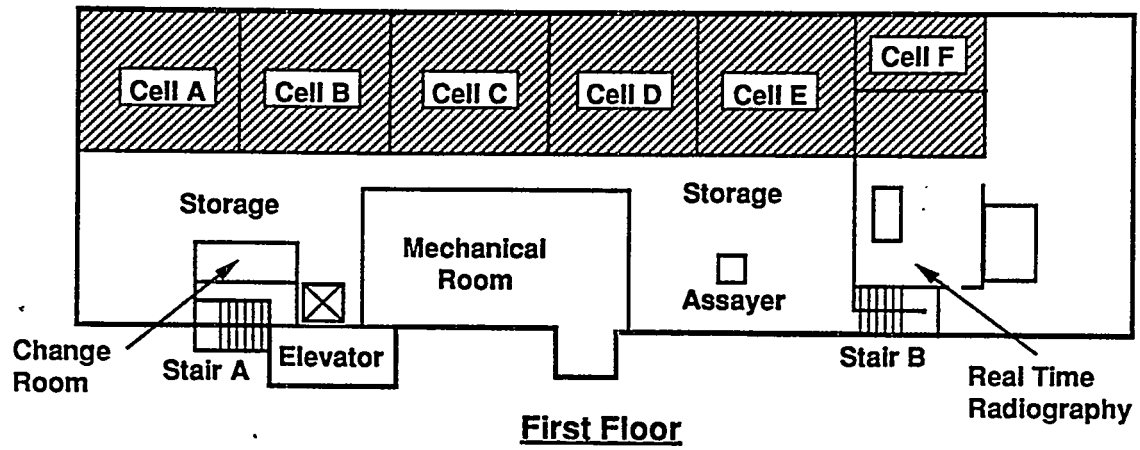 Cell A
Cell B
Cell C
Cell D
Cell E
Cell F
Storage
Storage
Mechanical
Room
Assayer
Change
Room
Stair A
Elevator
Stair B
Real Time
Radiography
First Floor